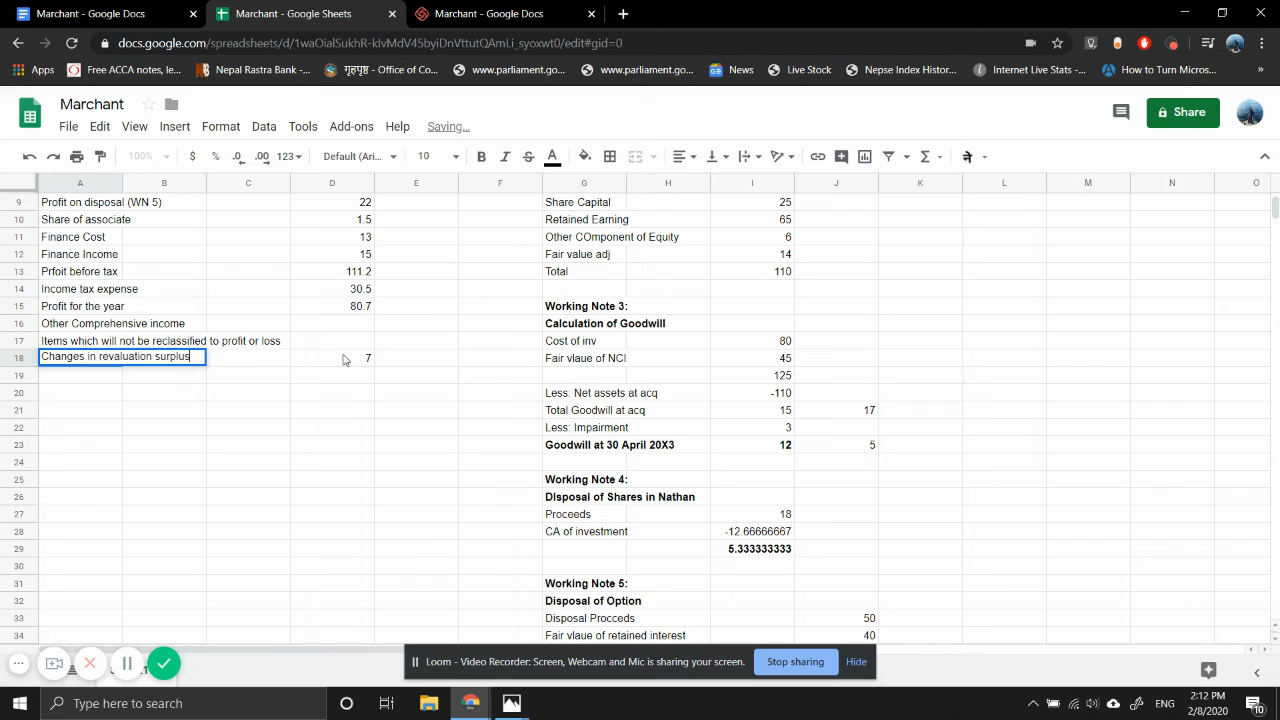 Marchant - Google Docs
Marchant - Google Sheets
Marchant - Google Docs
docs.google.com/spreadsheets/d/1waOialSukhR-klvMdV45byiDnVttutQAmLi_syoxwt0/edit#gid=0
Apps Free ACCA notes, le... Nepal Rastra Bank -... गृहपृष्ठ - Office of Co... www.parliament.go... www.parliament.go... News Live Stock Nepse Index Histor... Internet Live Stats -... How to Turn Micros... »
Marchant
File Edit View Insert Format Data Tools Add-ons Help Saving...
Share
100% $ % .0 .00 123 Default (Ari... 10 B I S A
A B C D E F G H I J K L M N O
9 Profit on disposal (WN 5) 22 Share Capital 25
10 Share of associate 1.5 Retained Earning 65
11 Finance Cost 13 Other COmponent of Equity 6
12 Finance Income 15 Fair value adj 14
13 Prfoit before tax 111.2 Total 110
14 Income tax expense 30.5
15 Profit for the year 80.7 Working Note 3:
16 Other Comprehensive income Calculation of Goodwill
17 Items which will not be reclassified to profit or loss Cost of inv 80
18 Changes in revaluation surplus 7 Fair vlaue of NCI 45
19 125
20 Less: Net assets at acq -110
21 Total Goodwill at acq 15 17
22 Less: Impairment 3
23 Goodwill at 30 April 20X3 12 5
24
25 Working Note 4:
26 DIsposal of Shares in Nathan
27 Proceeds 18
28 CA of investment -12.66666667
29 5.333333333
30
31 Working Note 5:
32 Disposal of Option
33 Disposal Procceds 50
34 Fair vlaue of retained interest 40
Loom - Video Recorder: Screen, Webcam and Mic is sharing your screen. Stop sharing Hide
Type here to search
2:12 PM
2/8/2020
10